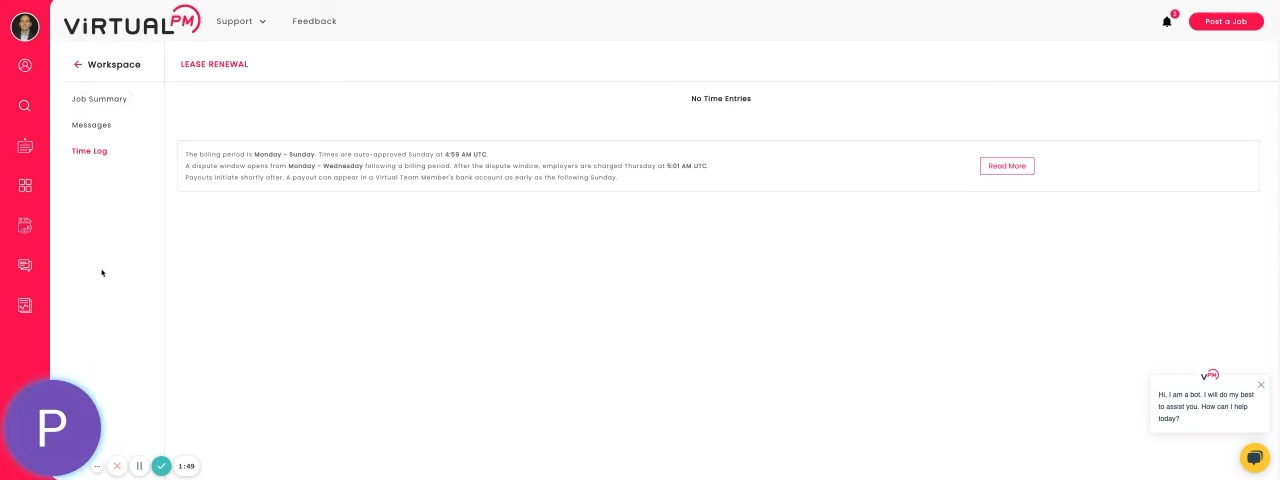 ViRTUAL PM
Support
Feedback
3
Post a Job
Workspace
LEASE RENEWAL
Job Summary
Messages
Time Log
No Time Entries
The billing period is Monday - Sunday. Times are auto-approved Sunday at 4:59 AM UTC.
A dispute window opens from Monday - Wednesday following a billing period. After the dispute window, employers are charged Thursday at 5:01 AM UTC.
Payouts initiate shortly after. A payout can appear in a Virtual Team Member's bank account as early as the following Sunday.
Read More
VPM
Hi, I am a bot. I will do my best
to assist you. How can I help
today?
P
1:49